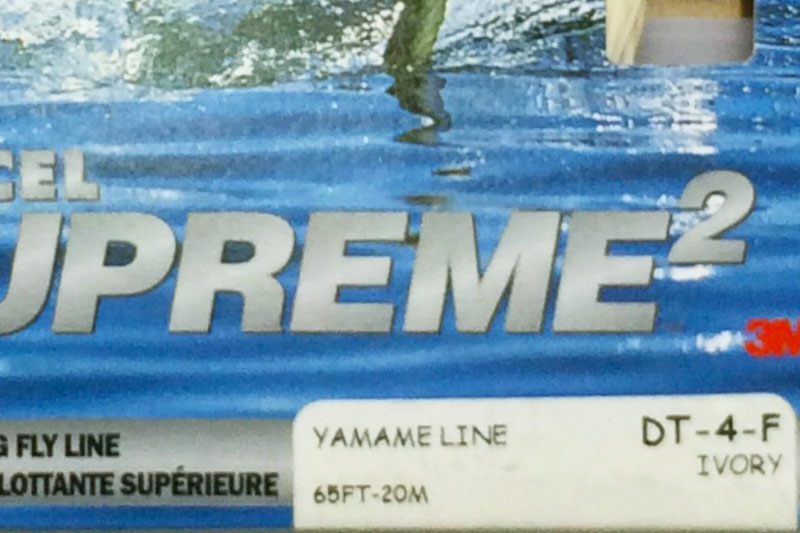 CEL
UPREME²
3M
G FLY LINE
LOTTANTE SUPÉRIEURE
YAMAME LINE
DT-4-F
IVORY
65FT-20M